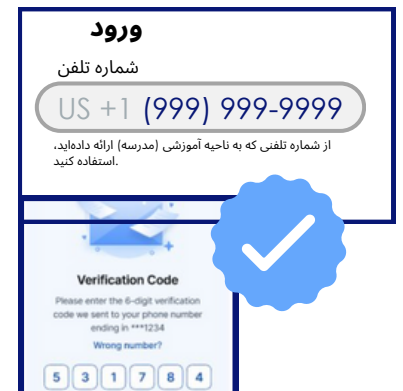 ورود
شماره تلفن
US +1 (999) 999-9999
از شماره تلفنی که به ناحیه آموزشی (مدرسه) ارائه داده‌اید،
استفاده کنید.
Verification Code
Please enter the 6-digit verification
code we sent to your phone number
ending in ***1234
Wrong number?
5 3 1 7 8 4